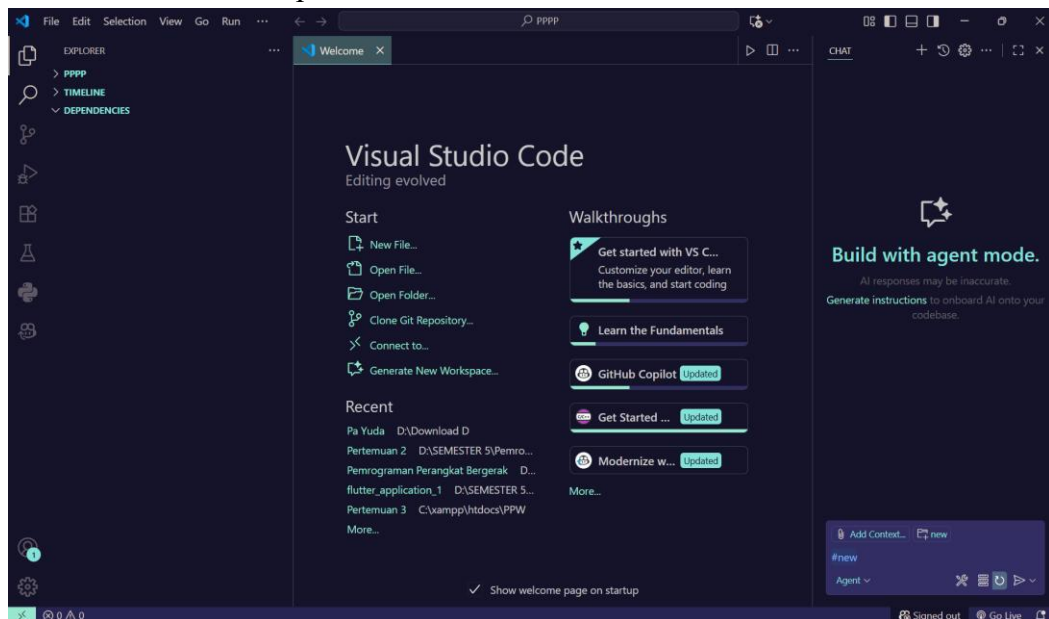 File Edit Selection View Go Run ...
PPPP
EXPLORER ...
PPPP
TIMELINE
DEPENDENCIES
Welcome
Visual Studio Code
Editing evolved
Start
New File...
Open File...
Open Folder...
Clone Git Repository...
Connect to...
Generate New Workspace...
Recent
Pa Yuda D:\Download D
Pertemuan 2 D:\SEMESTER 5\Pemro...
Pemrograman Perangkat Bergerak D...
flutter_application_1 D:\SEMESTER 5...
Pertemuan 3 C:\xampp\htdocs\PPW
More...
Walkthroughs
Get started with VS C...
Customize your editor, learn
the basics, and start coding
Learn the Fundamentals
GitHub Copilot Updated
Get Started ... Updated
Modernize w... Updated
More...
Show welcome page on startup
CHAT
Build with agent mode.
AI responses may be inaccurate.
Generate instructions to onboard AI onto your
codebase.
Add Context... new
#new
Agent
1
0 0
Signed out Go Live